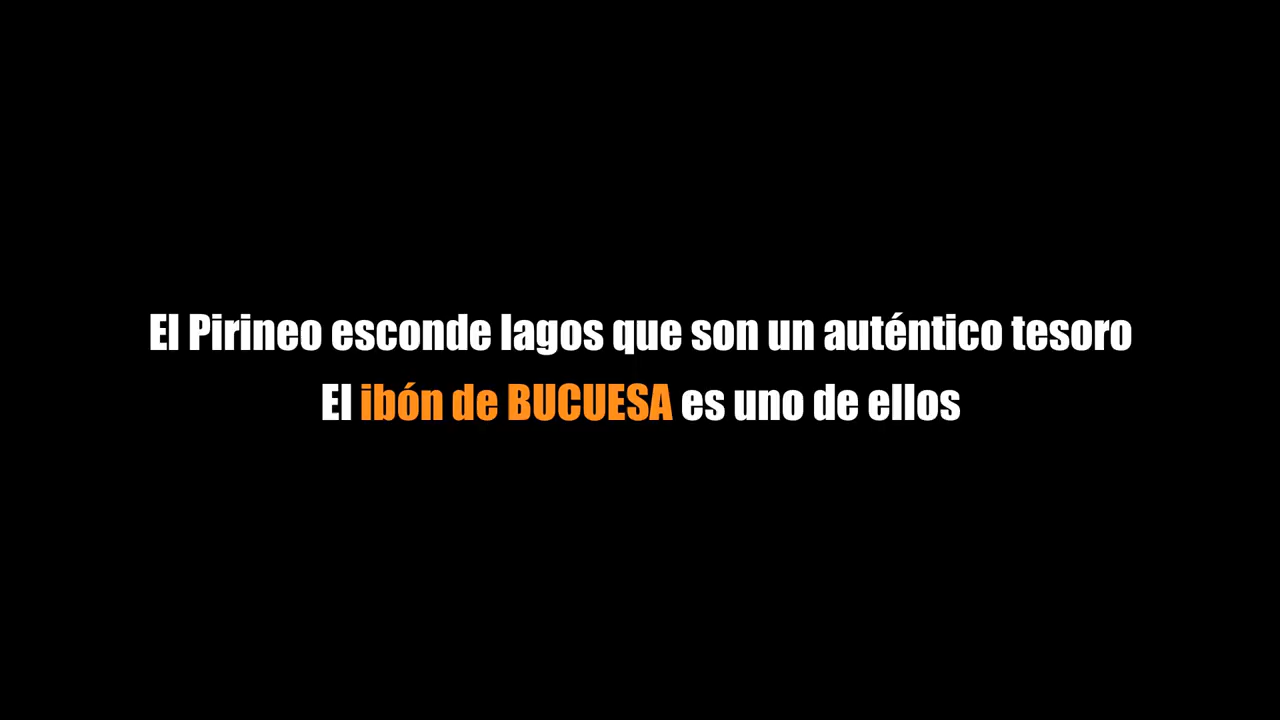 El Pirineo esconde lagos que son un auténtico tesoro
El ibón de BUCUESA es uno de ellos